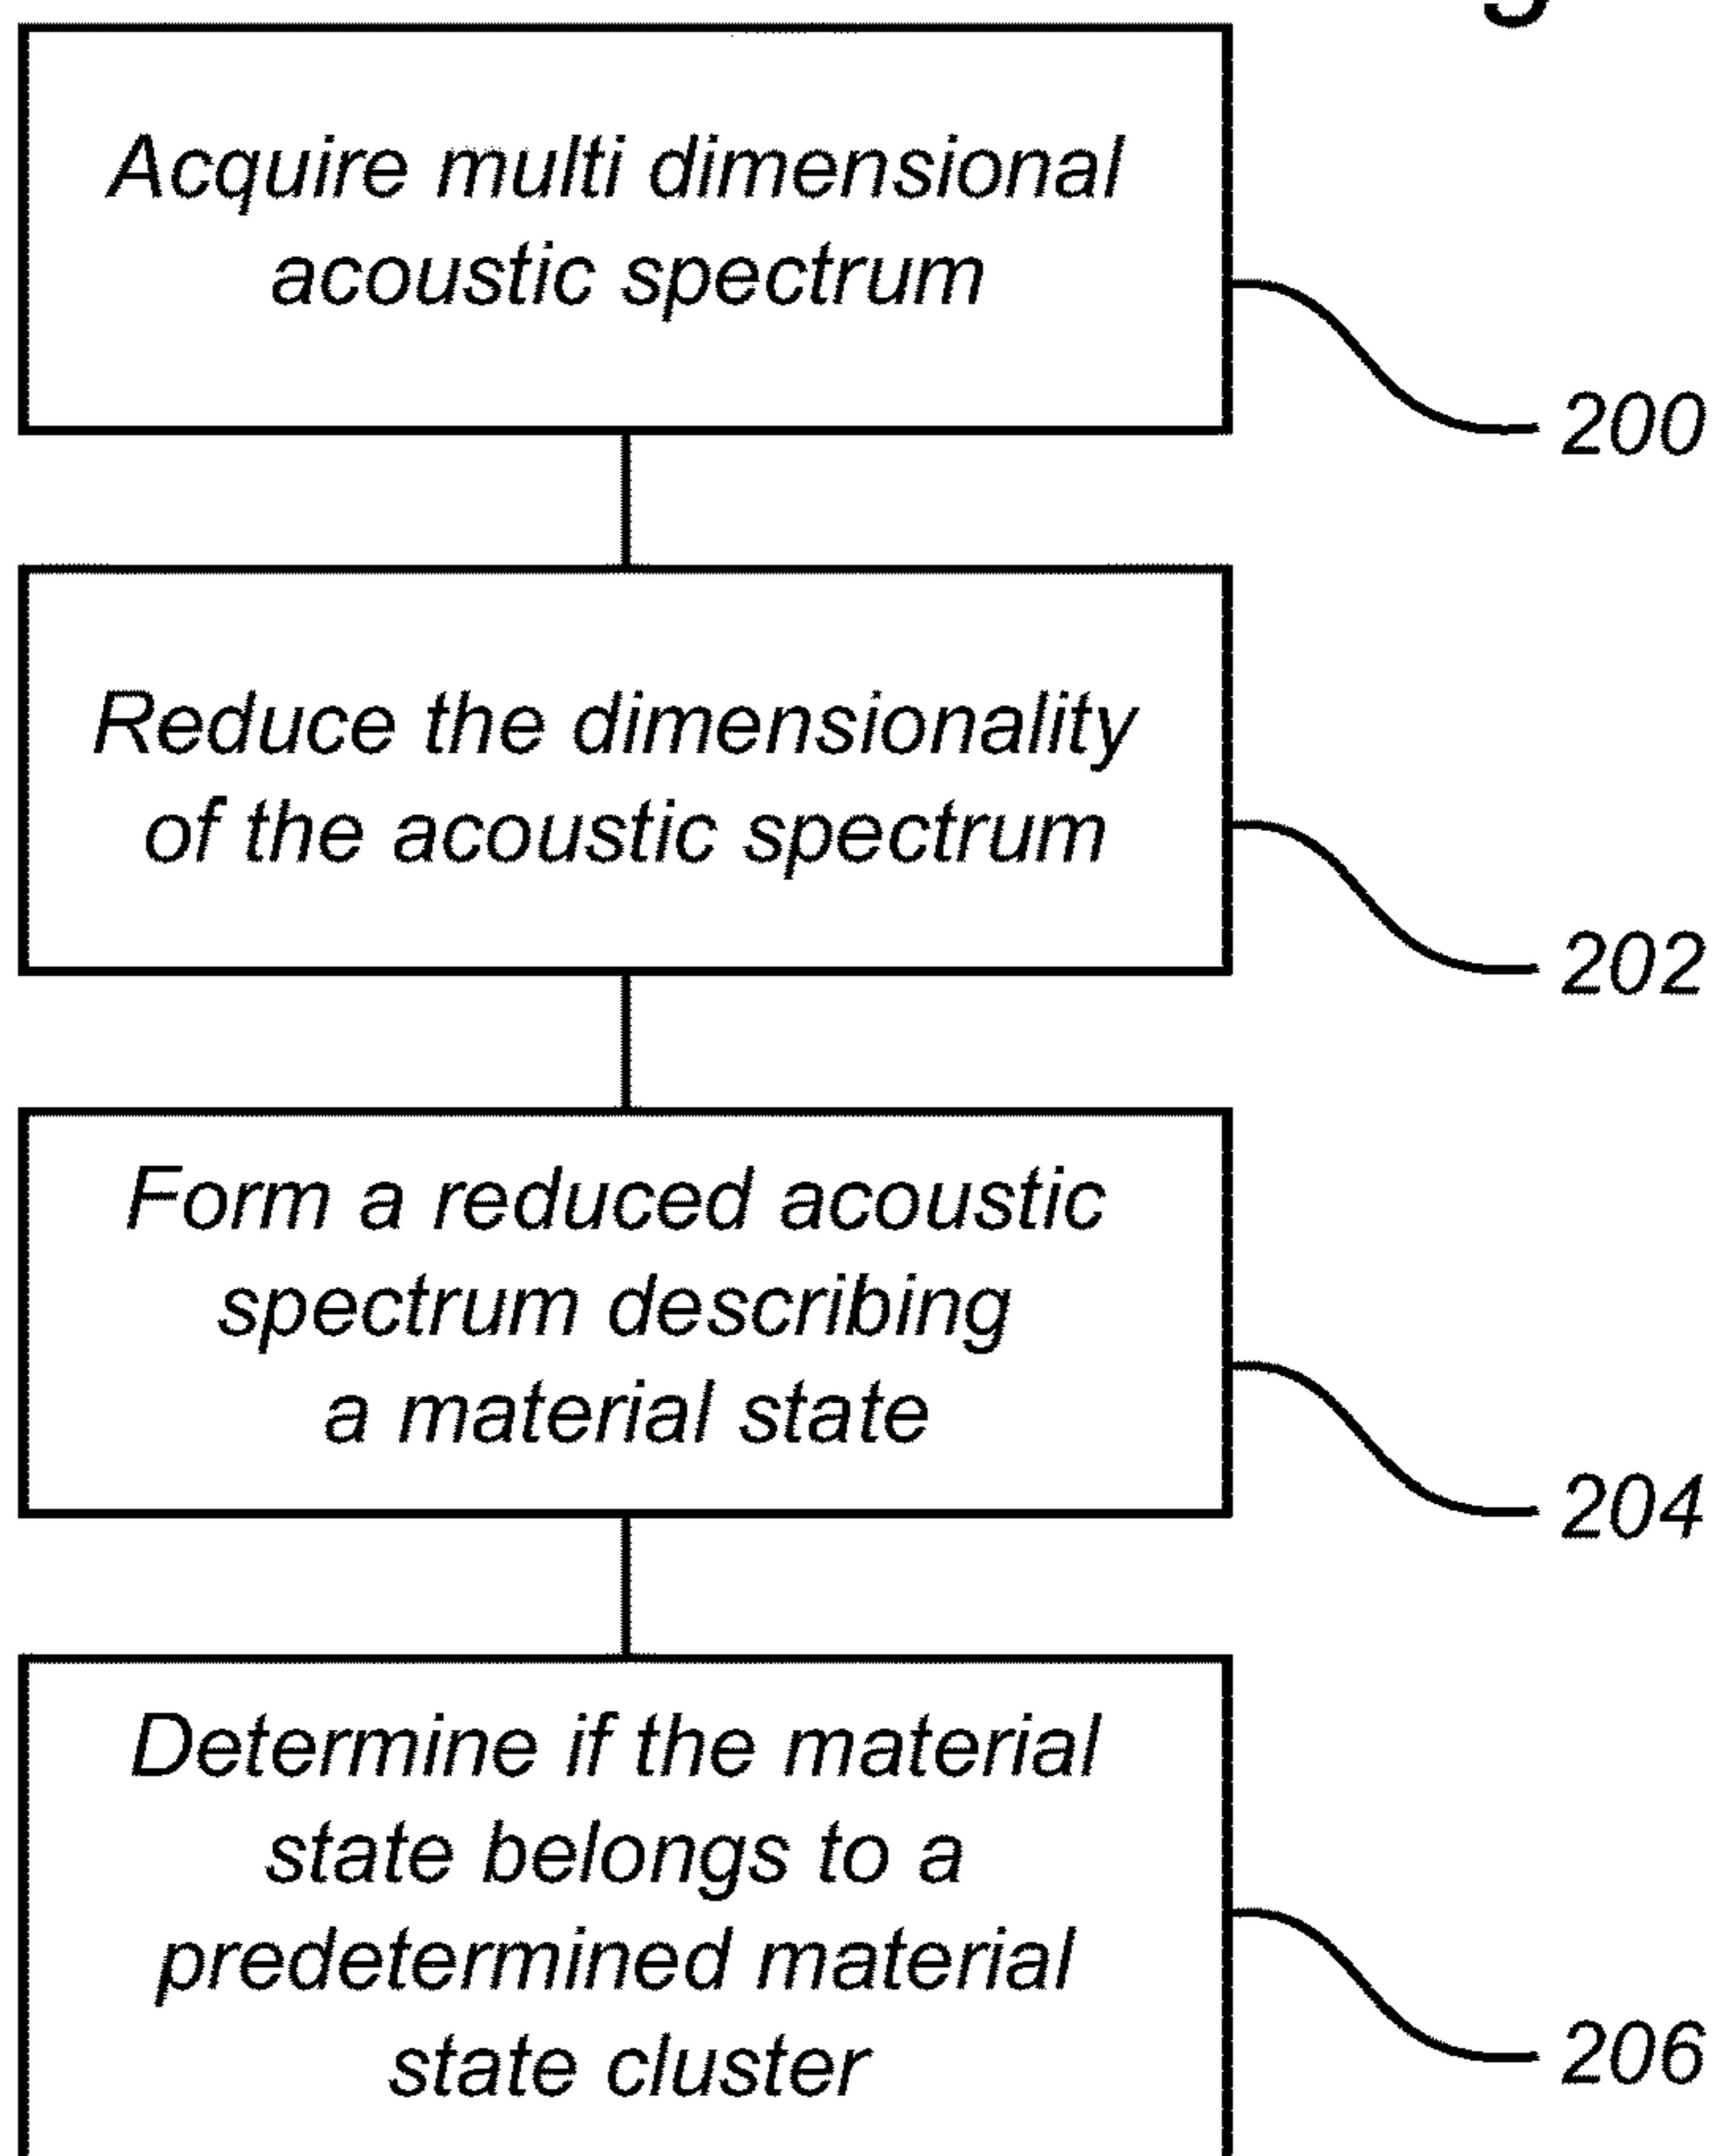 Acquire multi dimensional
acoustic spectrum
200
Reduce the dimensionality
of the acoustic spectrum
202
Form a reduced acoustic
spectrum describing
a material state
204
Determine if the material
state belongs to a
predetermined material
state cluster
206